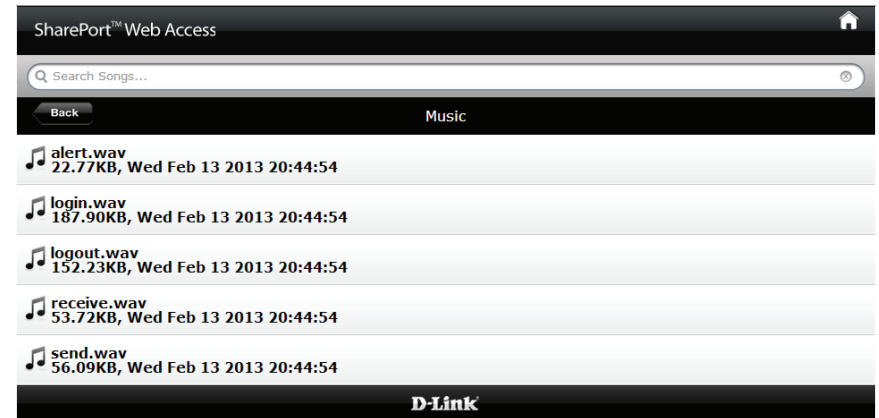 SharePort™ Web Access
Search Songs...
Back
Music
alert.wav
22.77KB, Wed Feb 13 2013 20:44:54
login.wav
187.90KB, Wed Feb 13 2013 20:44:54
logout.wav
152.23KB, Wed Feb 13 2013 20:44:54
receive.wav
53.72KB, Wed Feb 13 2013 20:44:54
send.wav
56.09KB, Wed Feb 13 2013 20:44:54
D-Link